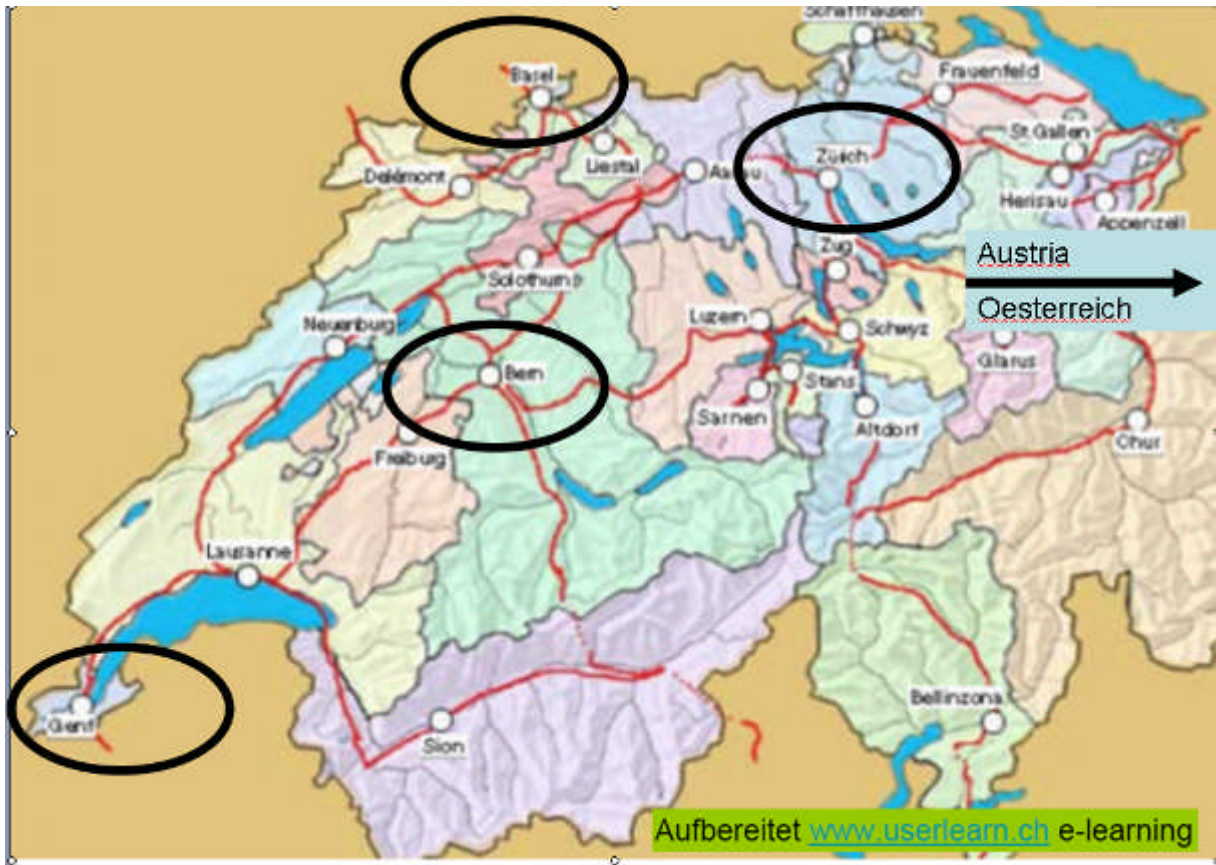 Schaffhausen
Basel
Frauenfeld
St.Gallen
Liestal
Zürich
Delémont
Aarau
Herisau
Appenzell
Zug
Austria
Solothurn
Oesterreich
Neuenburg
Luzern
Schwyz
Glarus
Bern
Stans
Sarnen
Altdorf
Chur
Freiburg
Lausanne
Bellinzona
Genf
Sion
Aufbereitet www.userlearn.ch e-learning